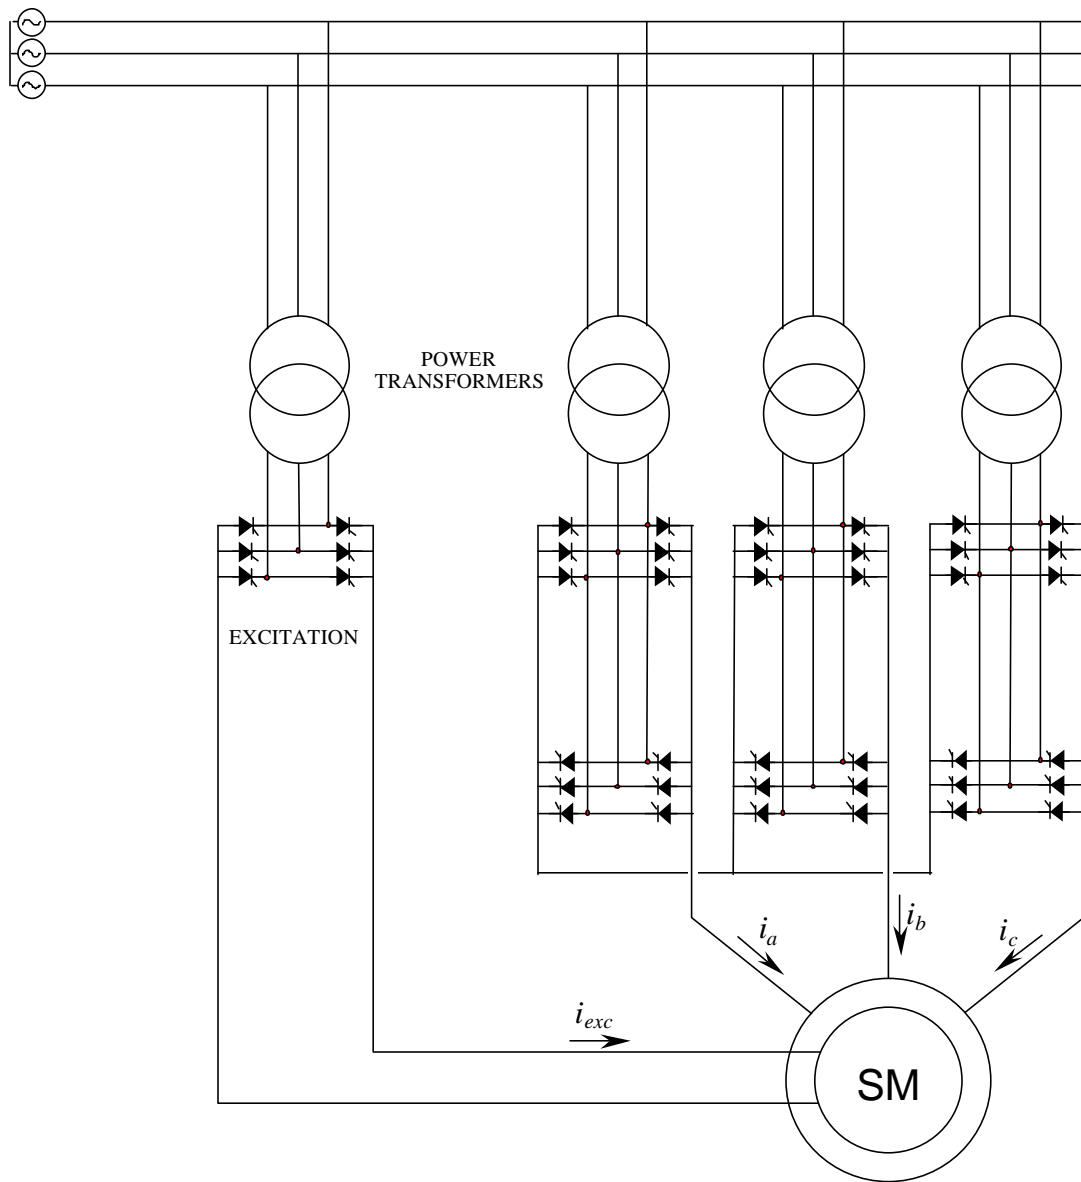 POWER
TRANSFORMERS
EXCITATION
i_b
i_a
i_c
i_exc
SM